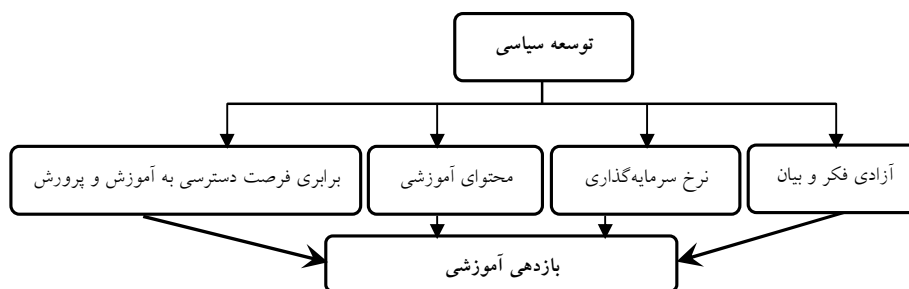 توسعه سیاسی
آزادی فکر و بیان
نرخ سرمایه‌گذاری
محتوای آموزشی
برابری فرصت دسترسی به آموزش و پرورش
بازدهی آموزشی